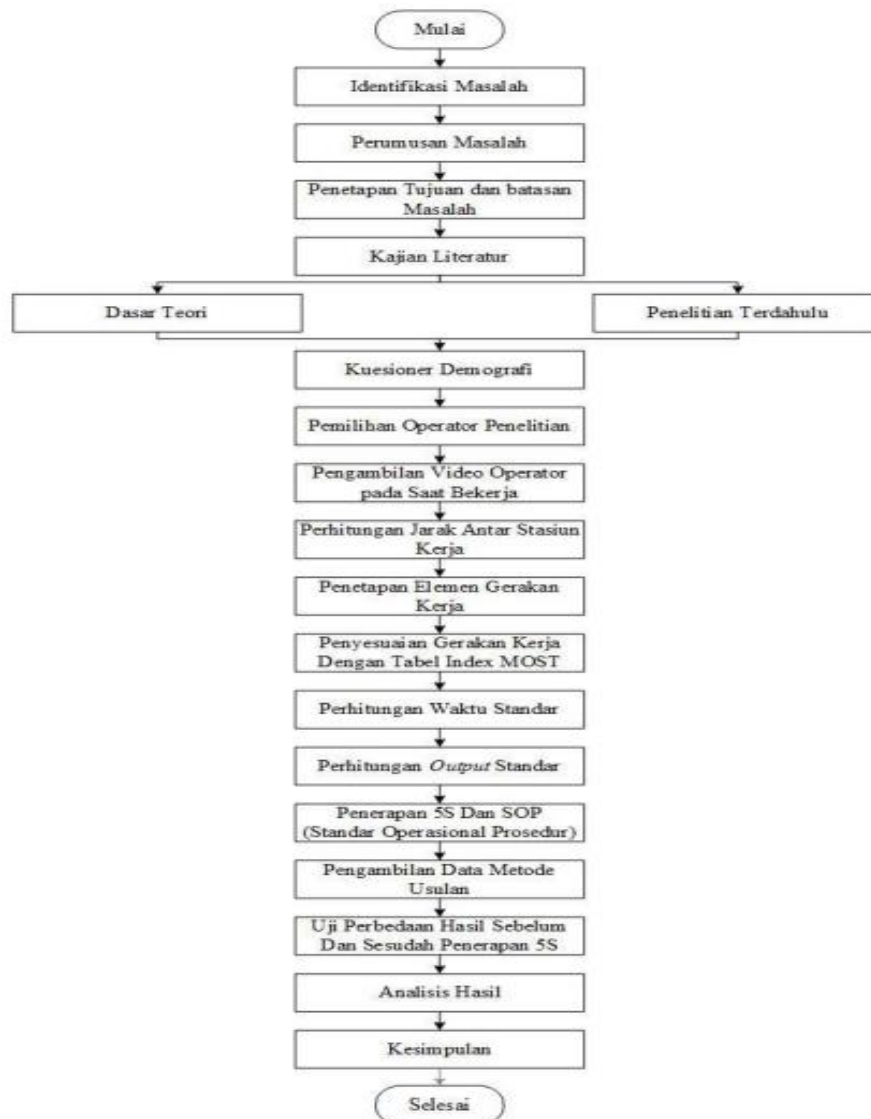 Mulai
Identifikasi Masalah
Perumusan Masalah
Penetapan Tujuan dan batasan
Masalah
Kajian Literatur
Dasar Teori
Penelitian Terdahulu
Kuesioner Demografi
Pemilihan Operator Penelitian
Pengambilan Video Operator
pada Saat Bekerja
Perhitungan Jarak Antar Stasiun
Kerja
Penetapan Elemen Gerakan
Kerja
Penyesuaian Gerakan Kerja
Dengan Tabel Index MOST
Perhitungan Waktu Standar
Perhitungan Output Standar
Penerapan 5S Dan SOP
(Standar Operasional Prosedur)
Pengambilan Data Metode
Usulan
Uji Perbedaan Hasil Sebelum
Dan Sesudah Penerapan 5S
Analisis Hasil
Kesimpulan
Selesai